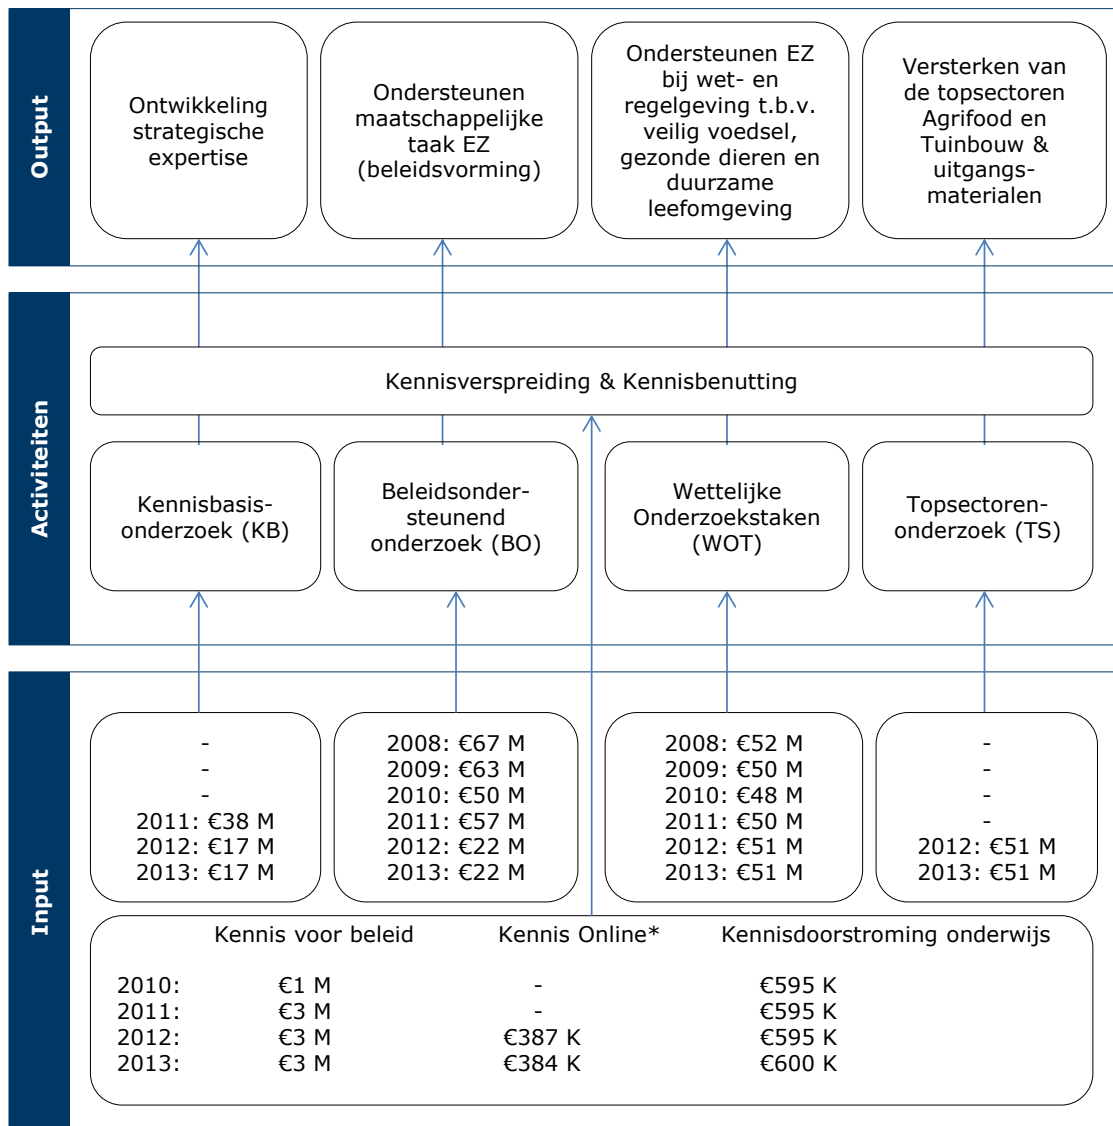 Output
Ontwikkeling
strategische
expertise
Ondersteunen
maatschappelijke
taak EZ
(beleidsvorming)
Ondersteunen EZ
bij wet- en
regelgeving t.b.v.
veilig voedsel,
gezonde dieren en
duurzame
leefomgeving
Versterken van
de topsectoren
Agrifood en
Tuinbouw &
uitgangs-
materialen
Activiteiten
Kennisverspreiding & Kennisbenutting
Kennisbasis-
onderzoek (KB)
Beleidsonder-
steunend
onderzoek (BO)
Wettelijke
Onderzoekstaken
(WOT)
Topsectoren-
onderzoek (TS)
Input
-
-
-
2011: €38 M
2012: €17 M
2013: €17 M
2008: €67 M
2009: €63 M
2010: €50 M
2011: €57 M
2012: €22 M
2013: €22 M
2008: €52 M
2009: €50 M
2010: €48 M
2011: €50 M
2012: €51 M
2013: €51 M
-
-
-
-
2012: €51 M
2013: €51 M
Kennis voor beleid Kennis Online* Kennisdoorstroming onderwijs
2010: €1 M - €595 K
2011: €3 M - €595 K
2012: €3 M €387 K €595 K
2013: €3 M €384 K €600 K